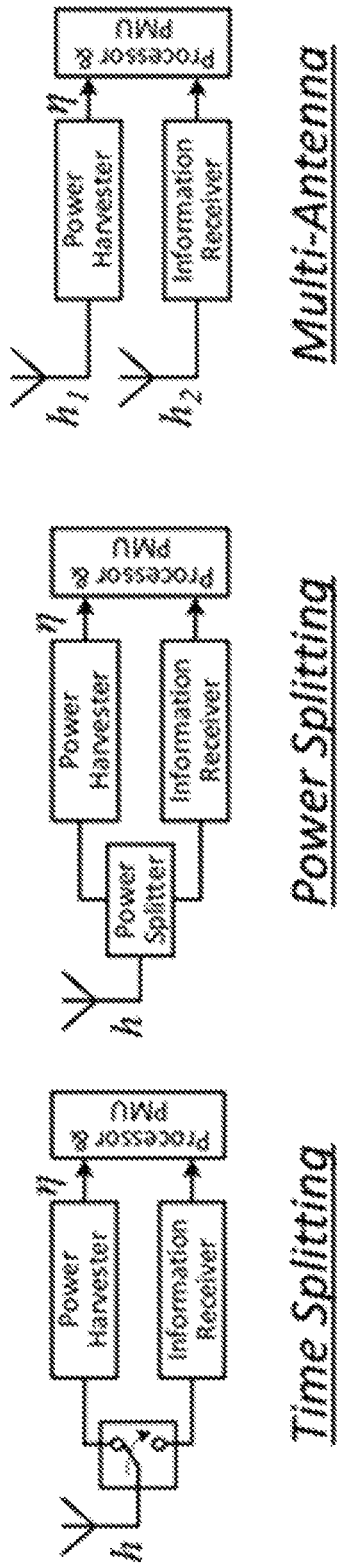 h
Power
Harvester
η
Information
Receiver
Processor &
PMU
Time Splitting
h
Power
Splitter
Power
Harvester
η
Information
Receiver
Processor &
PMU
Power Splitting
h1
h2
Power
Harvester
η
Information
Receiver
Processor &
PMU
Multi-Antenna